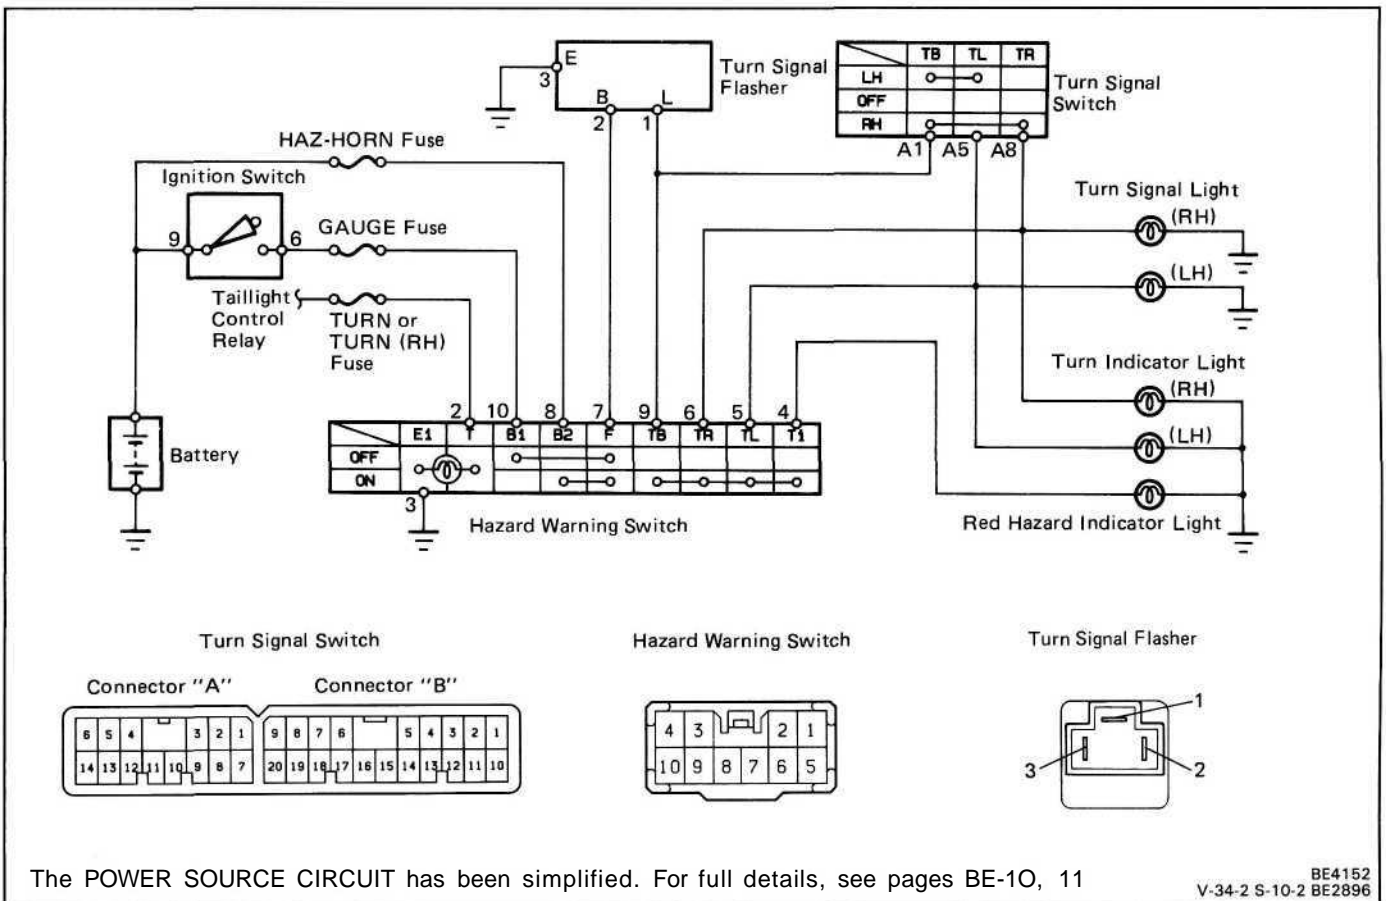 E
3
B
L
2
1
Turn Signal
Flasher
TB TL TR
LH
OFF
RH
A1 A5 A8
Turn Signal
Switch
HAZ-HORN Fuse
Ignition Switch
9
6
GAUGE Fuse
Taillight
Control
Relay
TURN or
TURN (RH)
Fuse
Turn Signal Light
(RH)
(LH)
Turn Indicator Light
(RH)
(LH)
Red Hazard Indicator Light
Battery
2 10 8 7 9 6 5 4
E1 T B1 B2 F TB TR TL T1
OFF
ON
3
Hazard Warning Switch
Turn Signal Switch
Connector "A"
Connector "B"
6 5 4 3 2 1
14 13 12 11 10 9 8 7
9 8 7 6 5 4 3 2 1
20 19 18 17 16 15 14 13 12 11 10
Hazard Warning Switch
4 3 2 1
10 9 8 7 6 5
Turn Signal Flasher
1
3
2
The POWER SOURCE CIRCUIT has been simplified. For full details, see pages BE-1O, 11
BE4152
V-34-2 S-10-2 BE2896